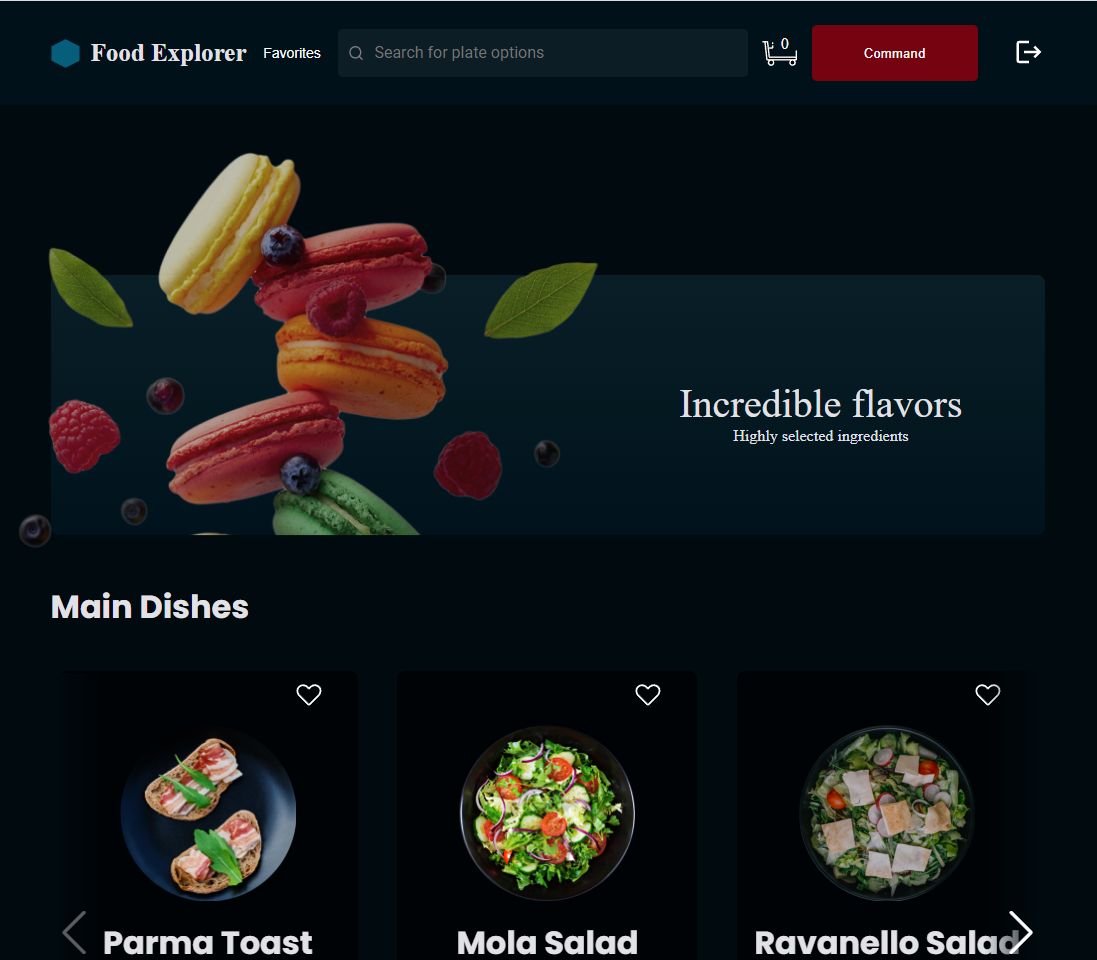 Food Explorer
Favorites
Search for plate options
0
Command
Incredible flavors
Highly selected ingredients
Main Dishes
Parma Toast
Mola Salad
Ravanello Salad